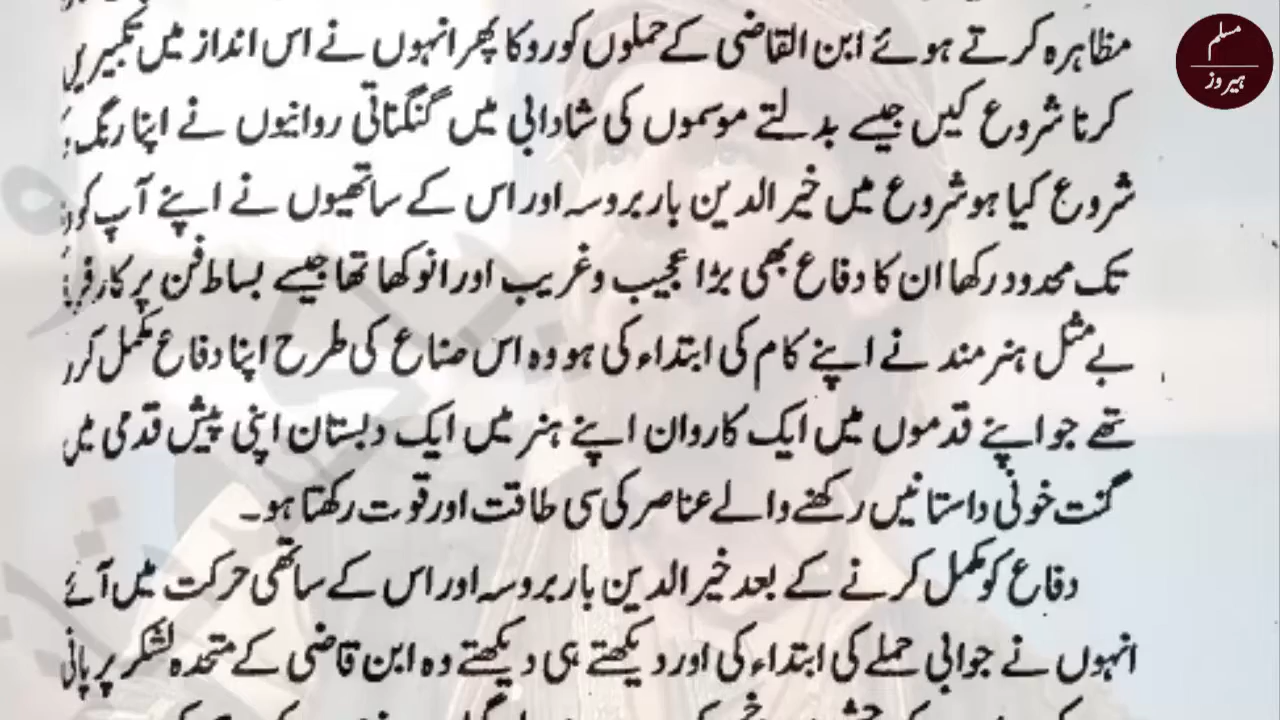 مسلم
ہیروز
مظاہرہ کرتے ہوئے ابن القاضی کے حملوں کو روکا پھر انہوں نے اس انداز میں تکبیریں
کرنا شروع کیں جیسے بدلتے موسموں کی شادابی میں گنگناتی روانیوں نے اپنا رنگ
شروع کیا ہو شروع میں خیر الدین باربروسہ اور اس کے ساتھیوں نے اپنے آپ کو
تک محدود رکھا ان کا دفاع بھی بڑا عجیب و غریب اور انوکھا تھا جیسے بساط فن پر
بے مثل ہنر مند نے اپنے کام کی ابتداء کی ہو وہ اس صناع کی طرح اپنا دفاع مکمل
تھے جو اپنے قدموں میں ایک کاروان اپنے ہنر میں ایک دبستان اپنی پیش قدمی میں
گنت خونی داستانیں رکھنے والے عناصر کی سی طاقت اور قوت رکھتا ہو۔
دفاع کو مکمل کرنے کے بعد خیر الدین باربروسہ اور اس کے ساتھی حرکت میں آئے
انہوں نے جوابی حملے کی ابتداء کی اور دیکھتے ہی دیکھتے وہ ابن قاضی کے متحدہ لشکر پر پانی